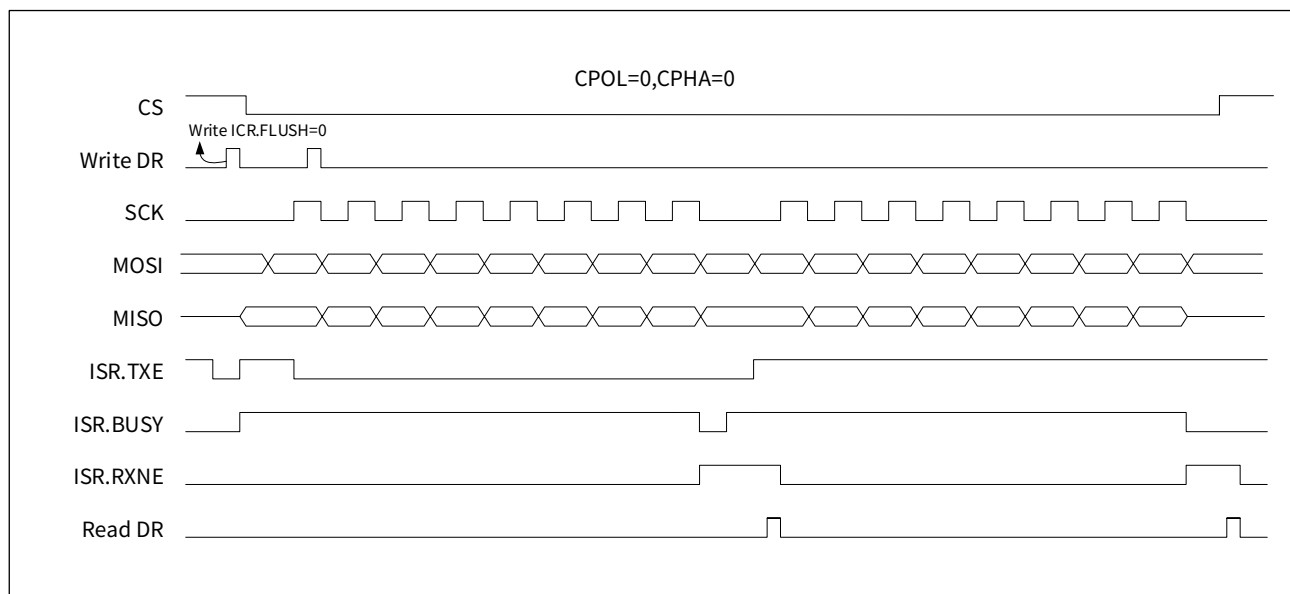 CPOL=0,CPHA=0
CS
Write ICR.FLUSH=0
Write DR
SCK
MOSI
MISO
ISR.TXE
ISR.BUSY
ISR.RXNE
Read DR